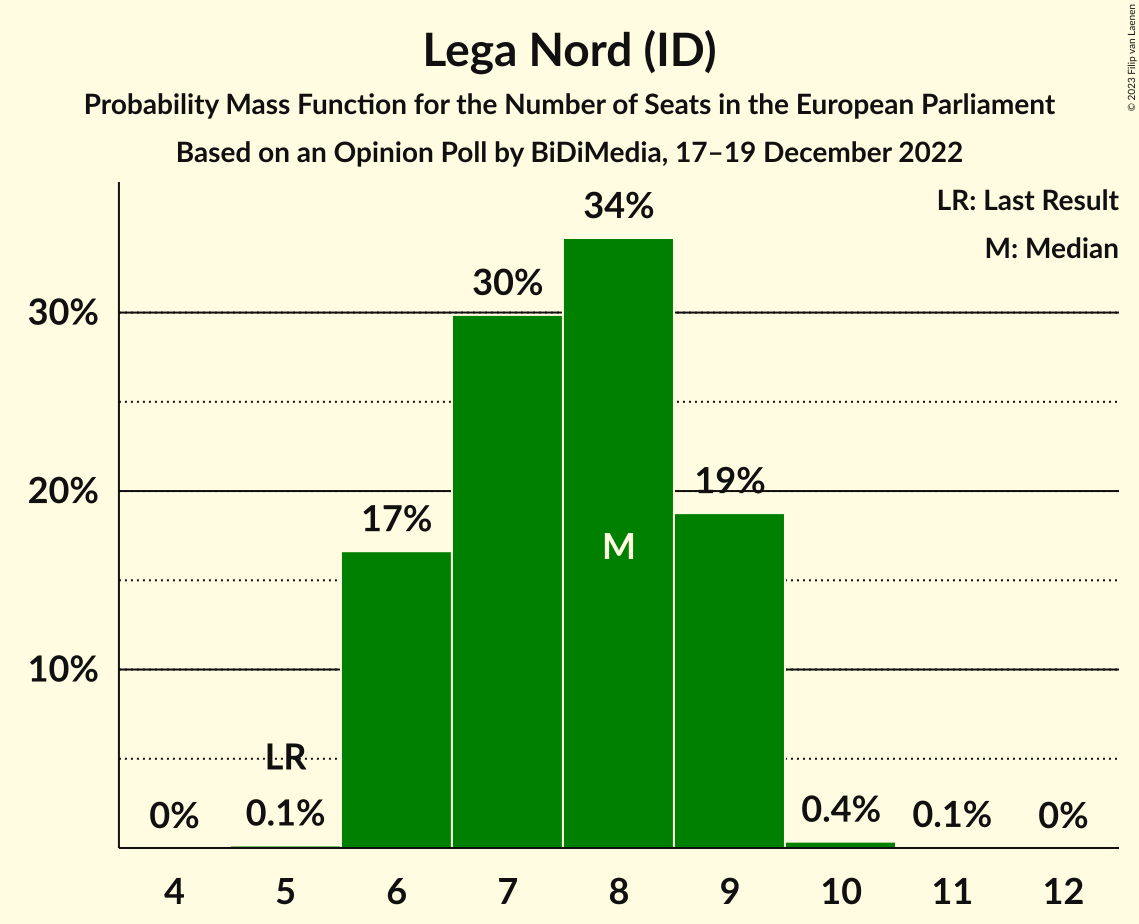 Lega Nord (ID)
Probability Mass Function for the Number of Seats in the European Parliament
Based on an Opinion Poll by BiDiMedia, 17–19 December 2022
© 2023 Filip van Laenen
LR: Last Result
M: Median
34%
30%
30%
20%
19%
17%
M
10%
LR
0%
0.1%
0.4%
0.1%
0%
4 5 6 7 8 9 10 11 12